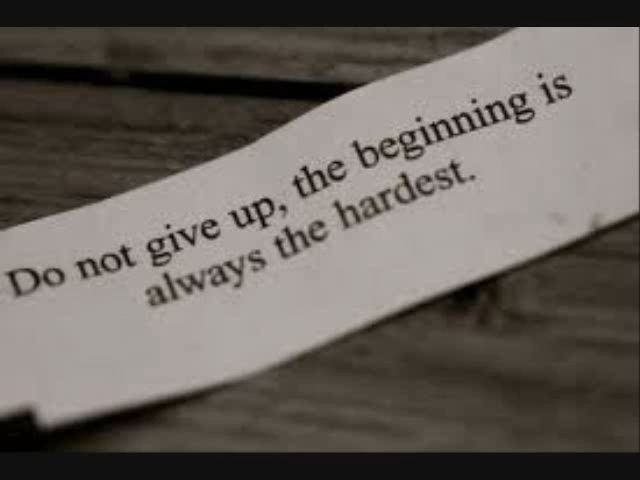 Do not give up, the beginning is
always the hardest.